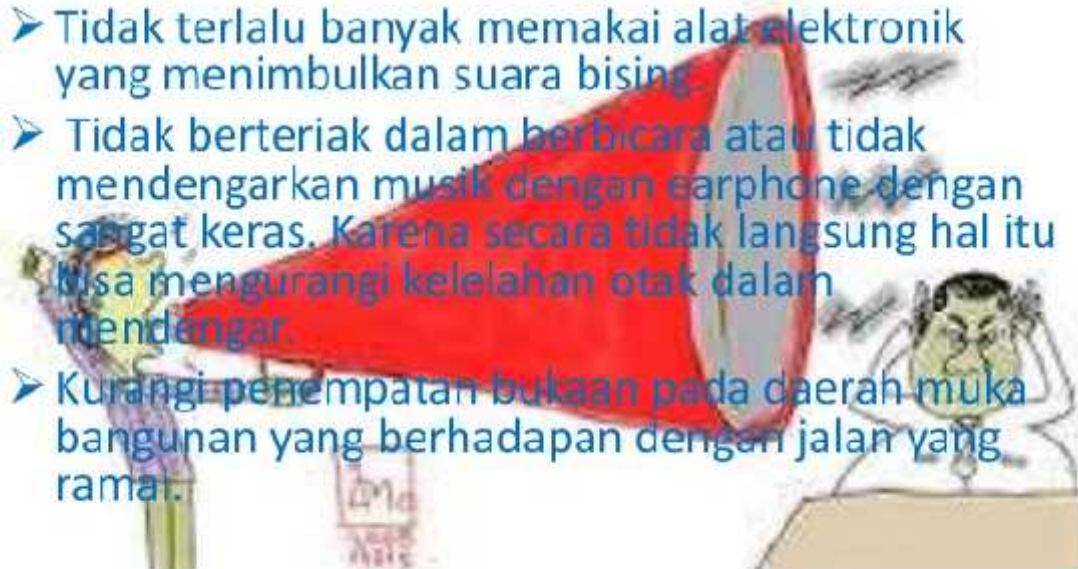 ➤ Tidak terlalu banyak memakai alat elektronik
yang menimbulkan suara bising.
➤ Tidak berteriak dalam berbicara atau tidak
mendengarkan musik dengan earphone dengan
sangat keras. Karena secara tidak langsung hal itu
bisa mengurangi kelelahan otak dalam
mendengar.
➤ Kurangi penempatan bukaan pada daerah muka
bangunan yang berhadapan dengan jalan yang
ramai.